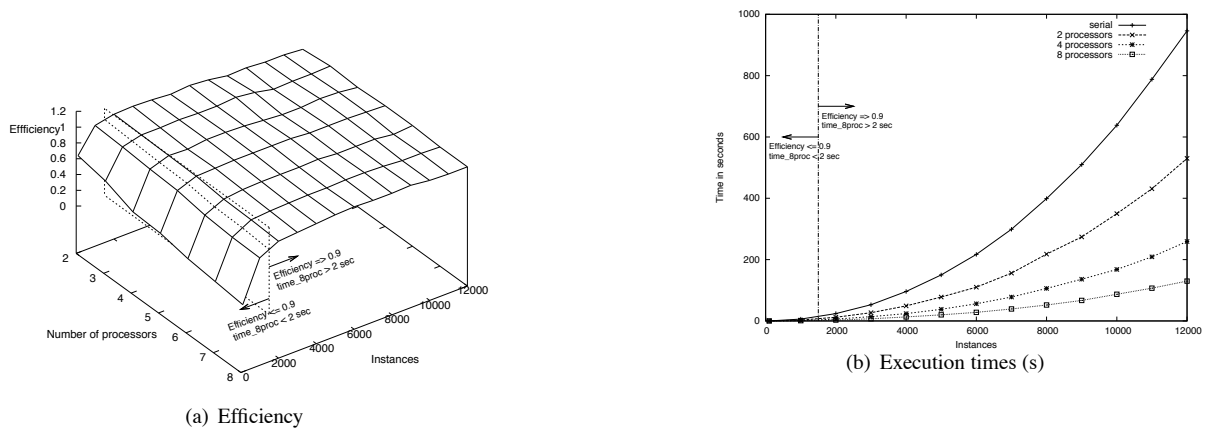 1.2
Effficiency
1
0.8
0.6
0.4
0.2
0
2
3
4
5
6
7
8
Number of processors
0
2000
4000
6000
8000
10000
12000
Instances
Efficiency => 0.9
time_8proc > 2 sec
Efficiency <= 0.9
time_8proc < 2 sec
(a) Efficiency
1000
800
600
400
200
0
Time in seconds
serial
2 processors
4 processors
8 processors
Efficiency => 0.9
time_8proc > 2 sec
Efficiency <= 0.9
time_8proc < 2 sec
0
2000
4000
6000
8000
10000
12000
Instances
(b) Execution times (s)